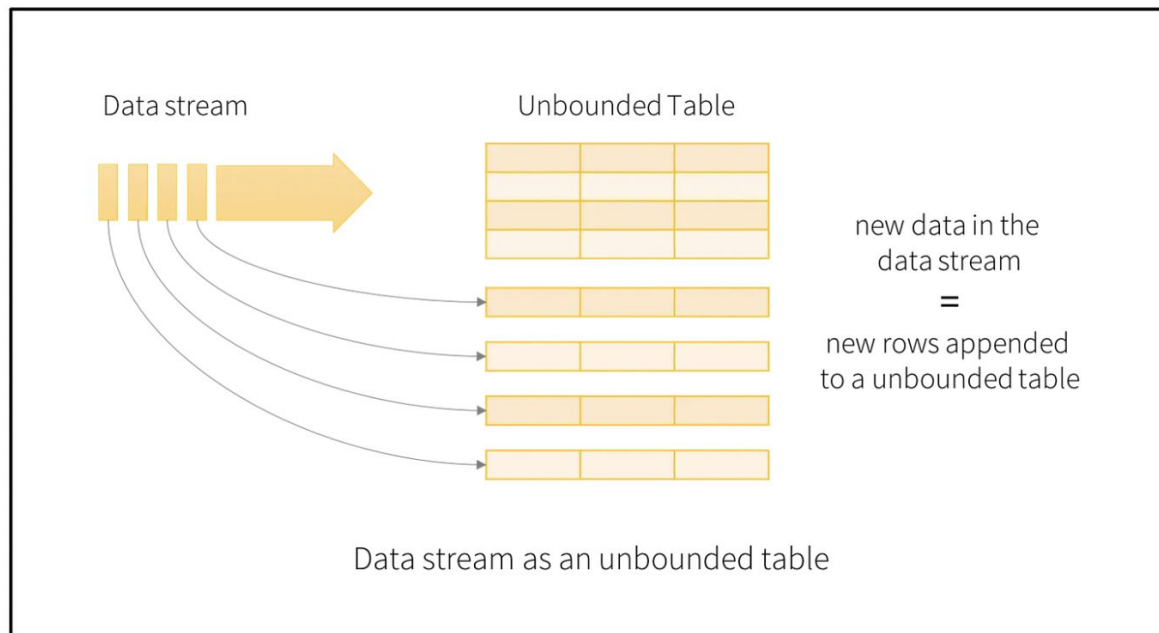 Data stream
Unbounded Table
new data in the
data stream
=
new rows appended
to a unbounded table
Data stream as an unbounded table